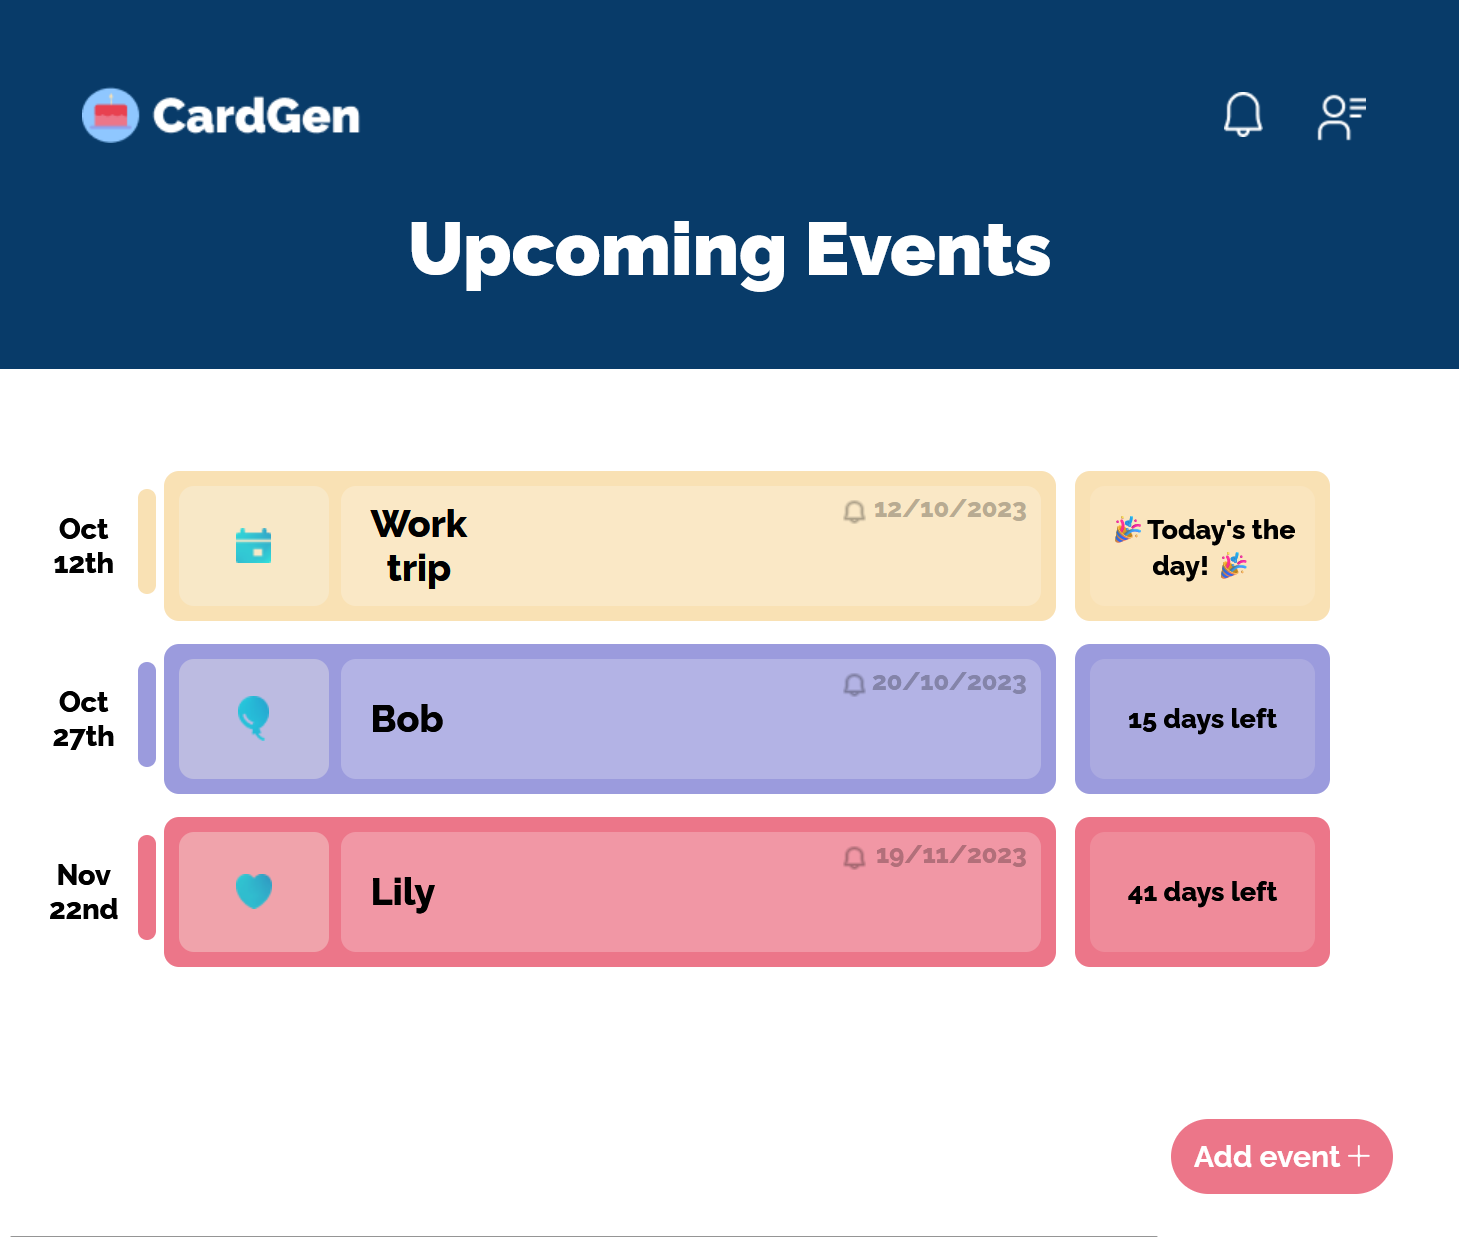 CardGen
Upcoming Events
Oct
12th
Work
trip
12/10/2023
🎉 Today's the
day! 🎉
Oct
27th
Bob
20/10/2023
15 days left
Nov
22nd
Lily
19/11/2023
41 days left
Add event +